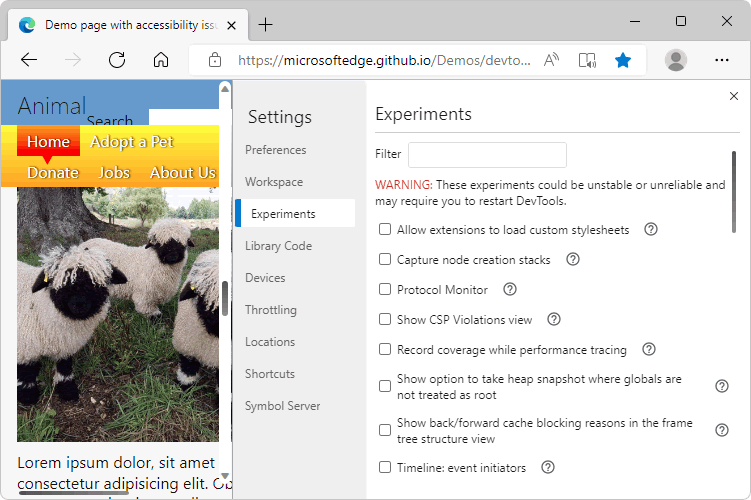 Demo page with accessibility issu
https://microsoftedge.github.io/Demos/devto...
Animal
Search
Home Adopt a Pet
Donate Jobs About Us
Lorem ipsum dolor, sit amet
consectetur adipisicing elit. Ob
Settings
Preferences
Workspace
Experiments
Library Code
Devices
Throttling
Locations
Shortcuts
Symbol Server
Experiments
Filter
WARNING: These experiments could be unstable or unreliable and
may require you to restart DevTools.
Allow extensions to load custom stylesheets
Capture node creation stacks
Protocol Monitor
Show CSP Violations view
Record coverage while performance tracing
Show option to take heap snapshot where globals are
not treated as root
Show back/forward cache blocking reasons in the frame
tree structure view
Timeline: event initiators